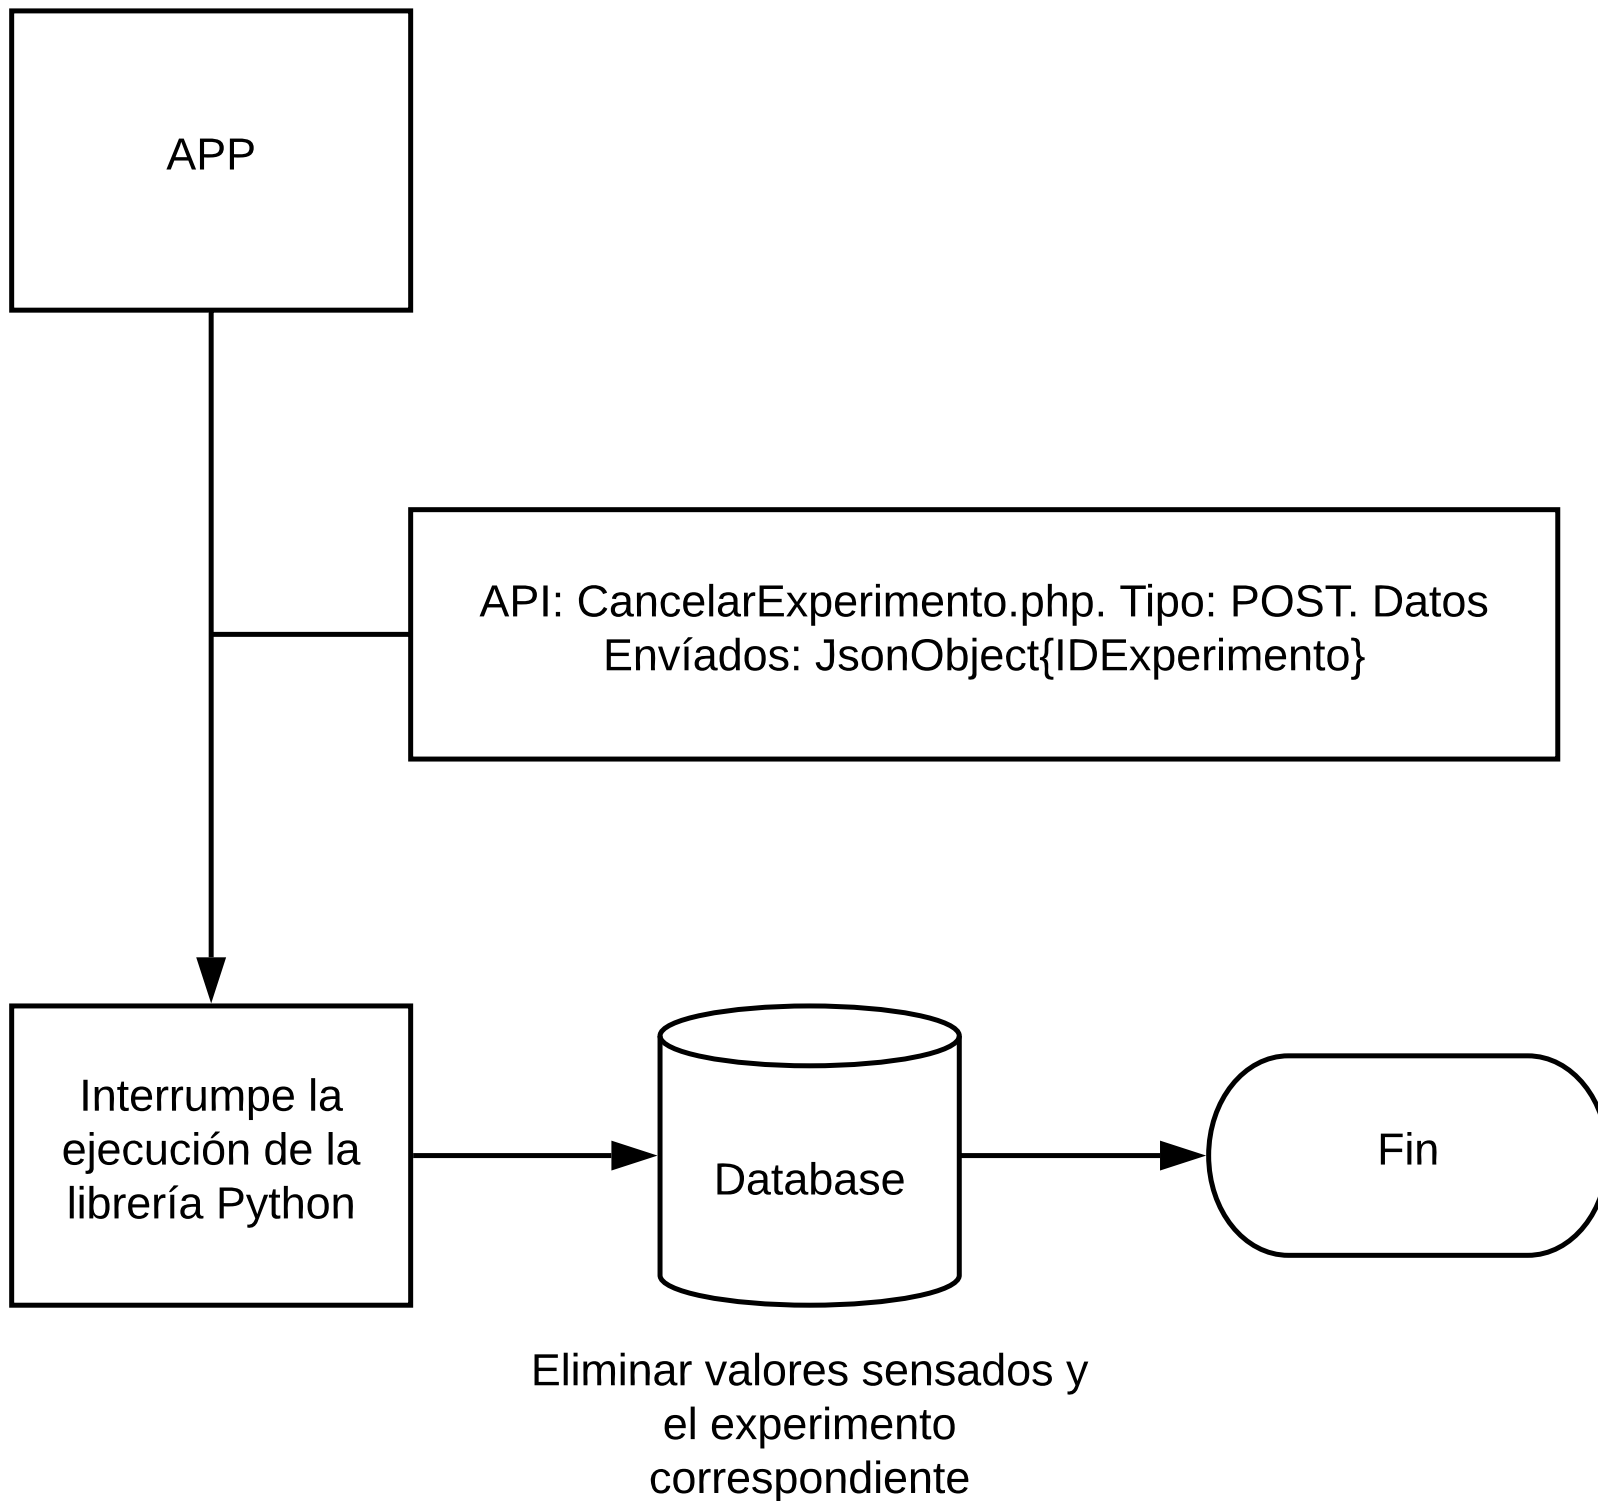 APP
API: CancelarExperimento.php. Tipo: POST. Datos
Envíados: JsonObject{IDExperimento}
Interrumpe la
ejecución de la
librería Python
Database
Fin
Eliminar valores sensados y
el experimento
correspondiente